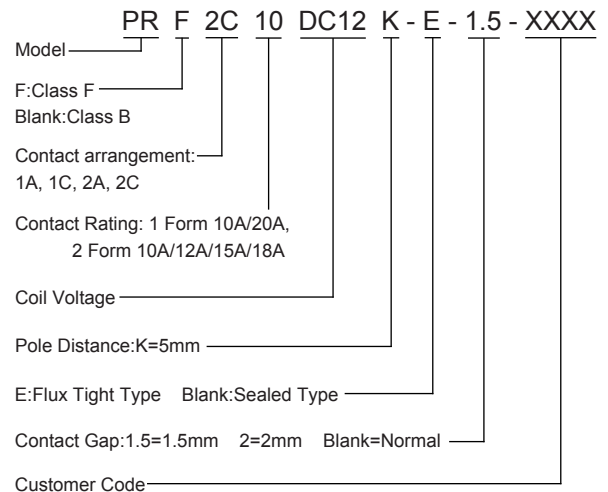 PR F 2C 10 DC12 K - E - 1.5 - XXXX
Model
F:Class F
Blank:Class B
Contact arrangement:
1A, 1C, 2A, 2C
Contact Rating: 1 Form 10A/20A,
2 Form 10A/12A/15A/18A
Coil Voltage
Pole Distance:K=5mm
E:Flux Tight Type Blank:Sealed Type
Contact Gap:1.5=1.5mm 2=2mm Blank=Normal
Customer Code